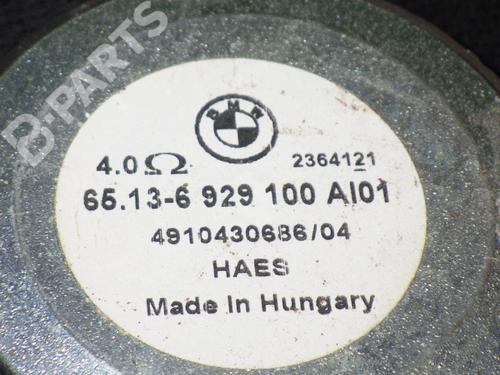 B-PARTS
BMW
4.0Ω 2364121
65.13-6 929 100 AI01
4910430686/04
HAES
Made In Hungary